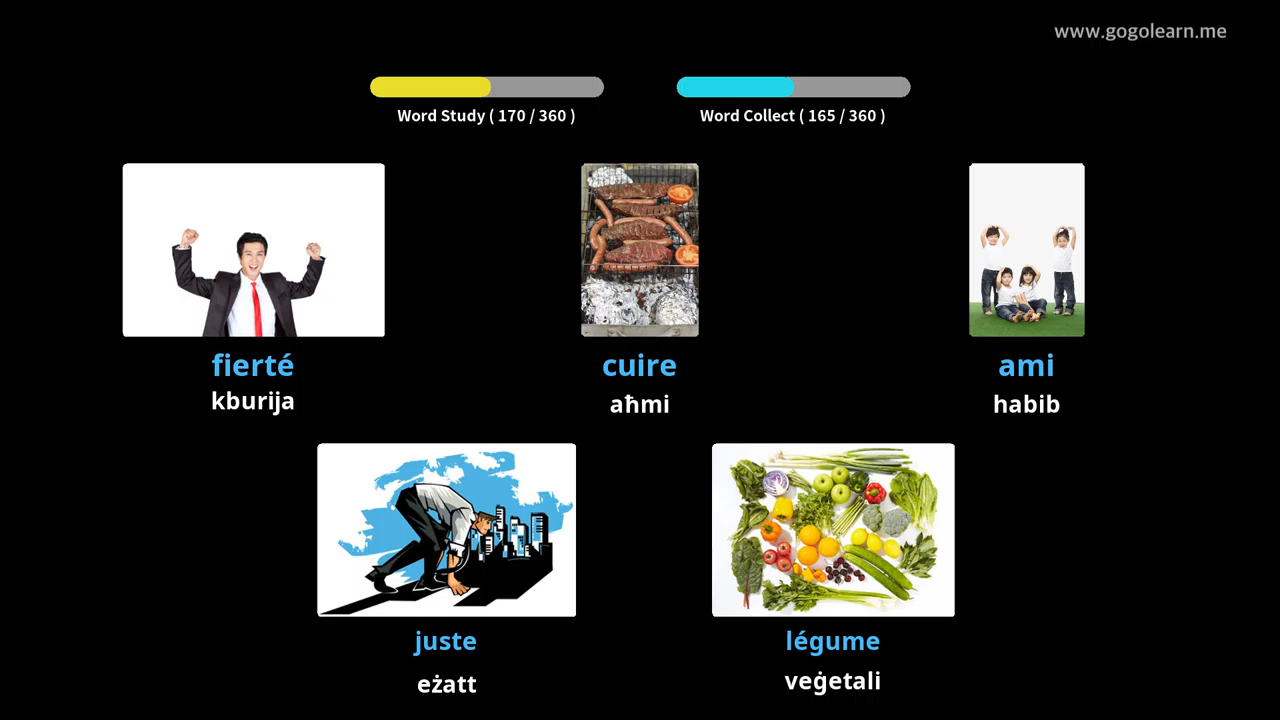 www.gogolearn.me
Word Study ( 170 / 360 )
Word Collect ( 165 / 360 )
fierté
kburija
cuire
aħmi
ami
habib
juste
eżatt
légume
veġetali